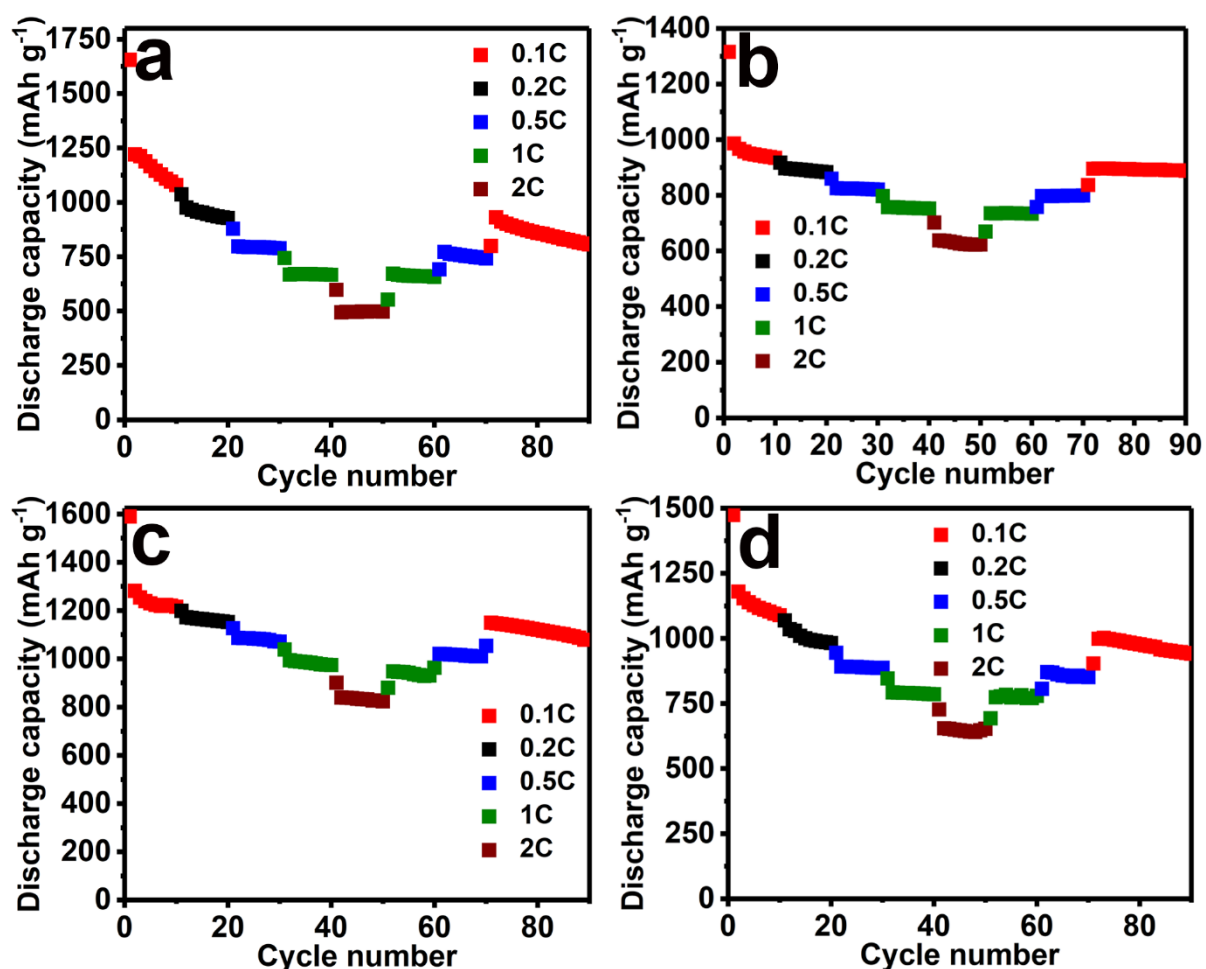 a
Discharge capacity (mAh g⁻¹)
1750
1500
1250
1000
750
500
250
0
0 20 40 60 80
Cycle number
0.1C
0.2C
0.5C
1C
2C
b
Discharge capacity (mAh g⁻¹)
1400
1200
1000
800
600
400
200
0
0 10 20 30 40 50 60 70 80 90
Cycle number
0.1C
0.2C
0.5C
1C
2C
c
Discharge capacity (mAh g⁻¹)
1600
1400
1200
1000
800
600
400
200
0
0 20 40 60 80
Cycle number
0.1C
0.2C
0.5C
1C
2C
d
Discharge capacity (mAh g⁻¹)
1500
1250
1000
750
500
250
0
0 20 40 60 80
Cycle number
0.1C
0.2C
0.5C
1C
2C